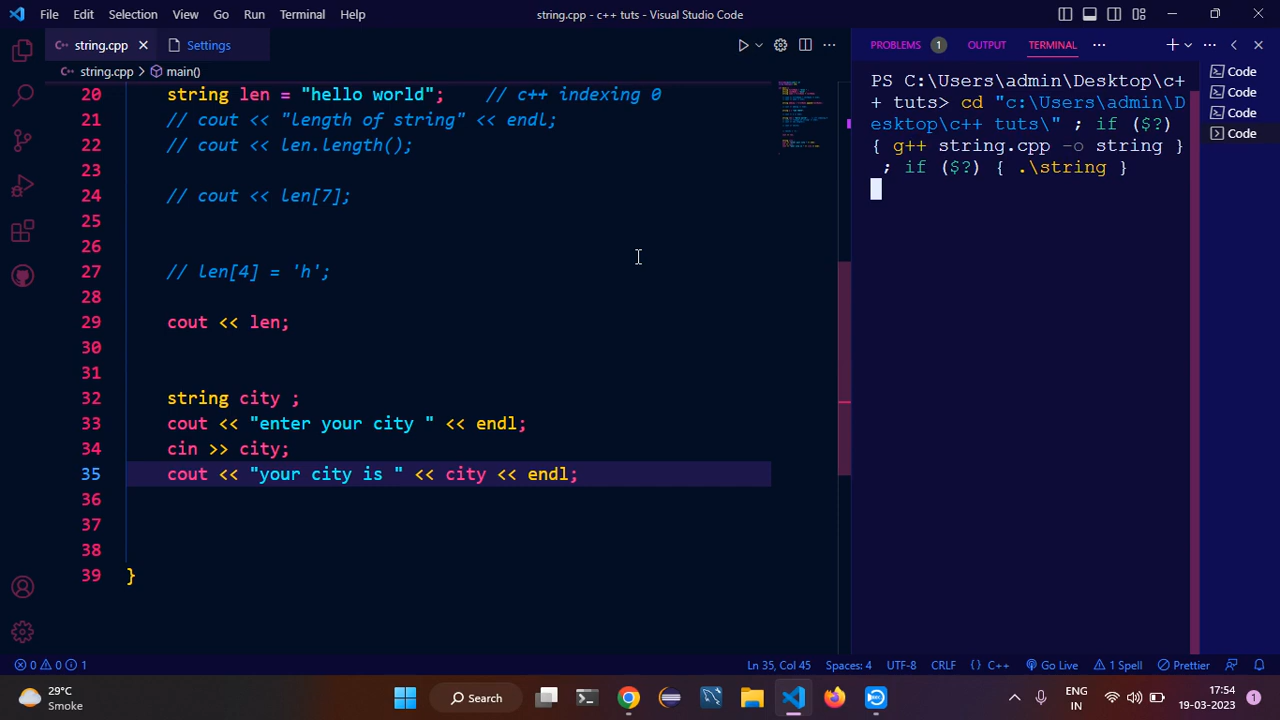 File Edit Selection View Go Run Terminal Help string.cpp - c++ tuts - Visual Studio Code
string.cpp Settings
string.cpp > main()
PROBLEMS 1 OUTPUT TERMINAL
20 string len = "hello world"; // c++ indexing 0
21 // cout << "length of string" << endl;
22 // cout << len.length();
23
24 // cout << len[7];
25
26
27 // len[4] = 'h';
28
29 cout << len;
30
31
32 string city ;
33 cout << "enter your city " << endl;
34 cin >> city;
35 cout << "your city is " << city << endl;
36
37
38
39 }
PS C:\Users\admin\Desktop\c+
+ tuts> cd "c:\Users\admin\D
esktop\c++ tuts\" ; if ($?)
{ g++ string.cpp -o string }
; if ($?) { .\string }
Code
Code
Code
Code
0 0 1 Ln 35, Col 45 Spaces: 4 UTF-8 CRLF {} C++ Go Live 1 Spell Prettier
29°C
Smoke
Search
ENG
IN
17:54
19-03-2023
1